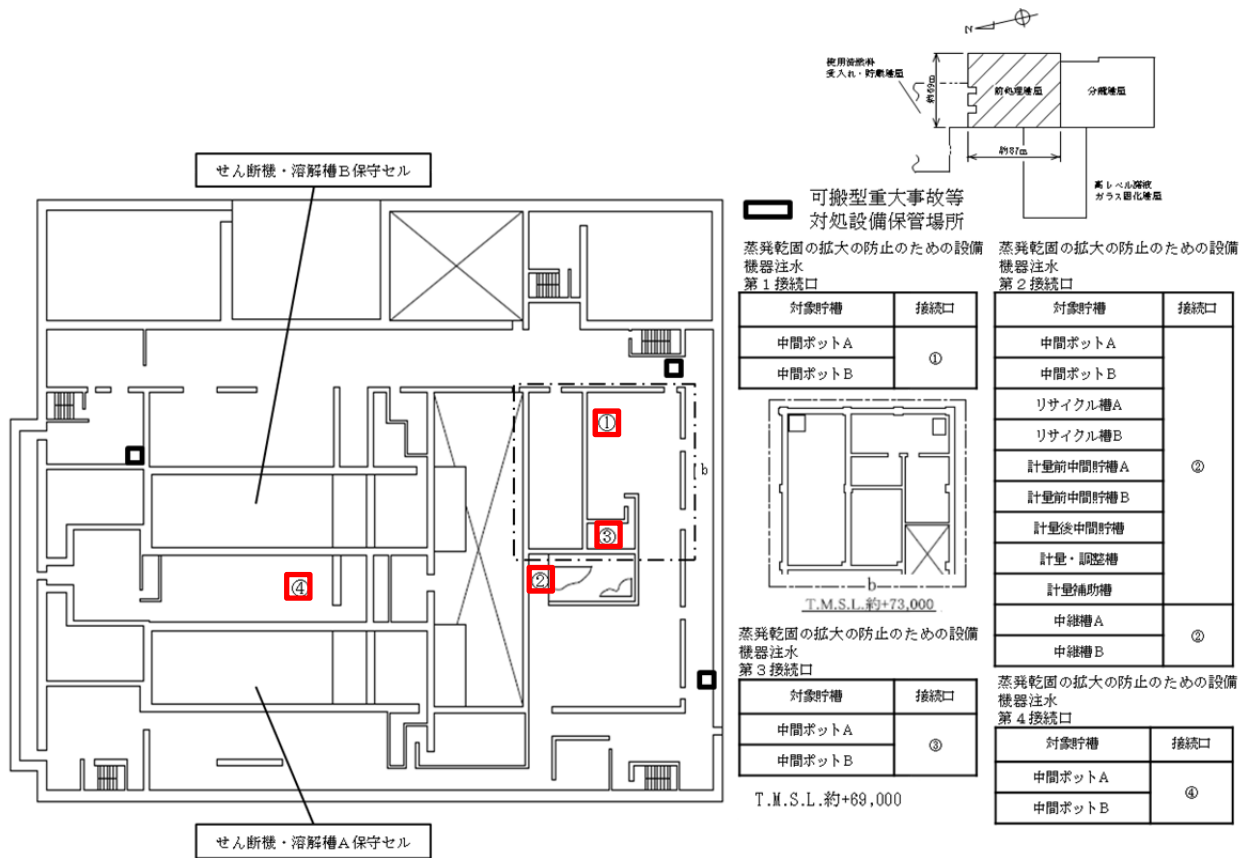 N
使用済燃料
受入れ・貯蔵建屋
約69m
前処理建屋
分離建屋
約87m
高レベル廃液
ガラス固化建屋
せん断機・溶解槽B保守セル
①
③
②
④
b
せん断機・溶解槽A保守セル
可搬型重大事故等
対処設備保管場所
蒸発乾固の拡大の防止のための設備
機器注水
第1接続口
対象貯槽 接続口
中間ポットA
①
中間ポットB
b
T.M.S.L.約+73,000
蒸発乾固の拡大の防止のための設備
機器注水
第3接続口
対象貯槽 接続口
中間ポットA
③
中間ポットB
T.M.S.L.約+69,000
蒸発乾固の拡大の防止のための設備
機器注水
第2接続口
対象貯槽 接続口
中間ポットA
中間ポットB
リサイクル槽A
リサイクル槽B
計量前中間貯槽A
②
計量前中間貯槽B
計量後中間貯槽
計量・調整槽
計量補助槽
中継槽A
②
中継槽B
蒸発乾固の拡大の防止のための設備
機器注水
第4接続口
対象貯槽 接続口
中間ポットA
④
中間ポットB